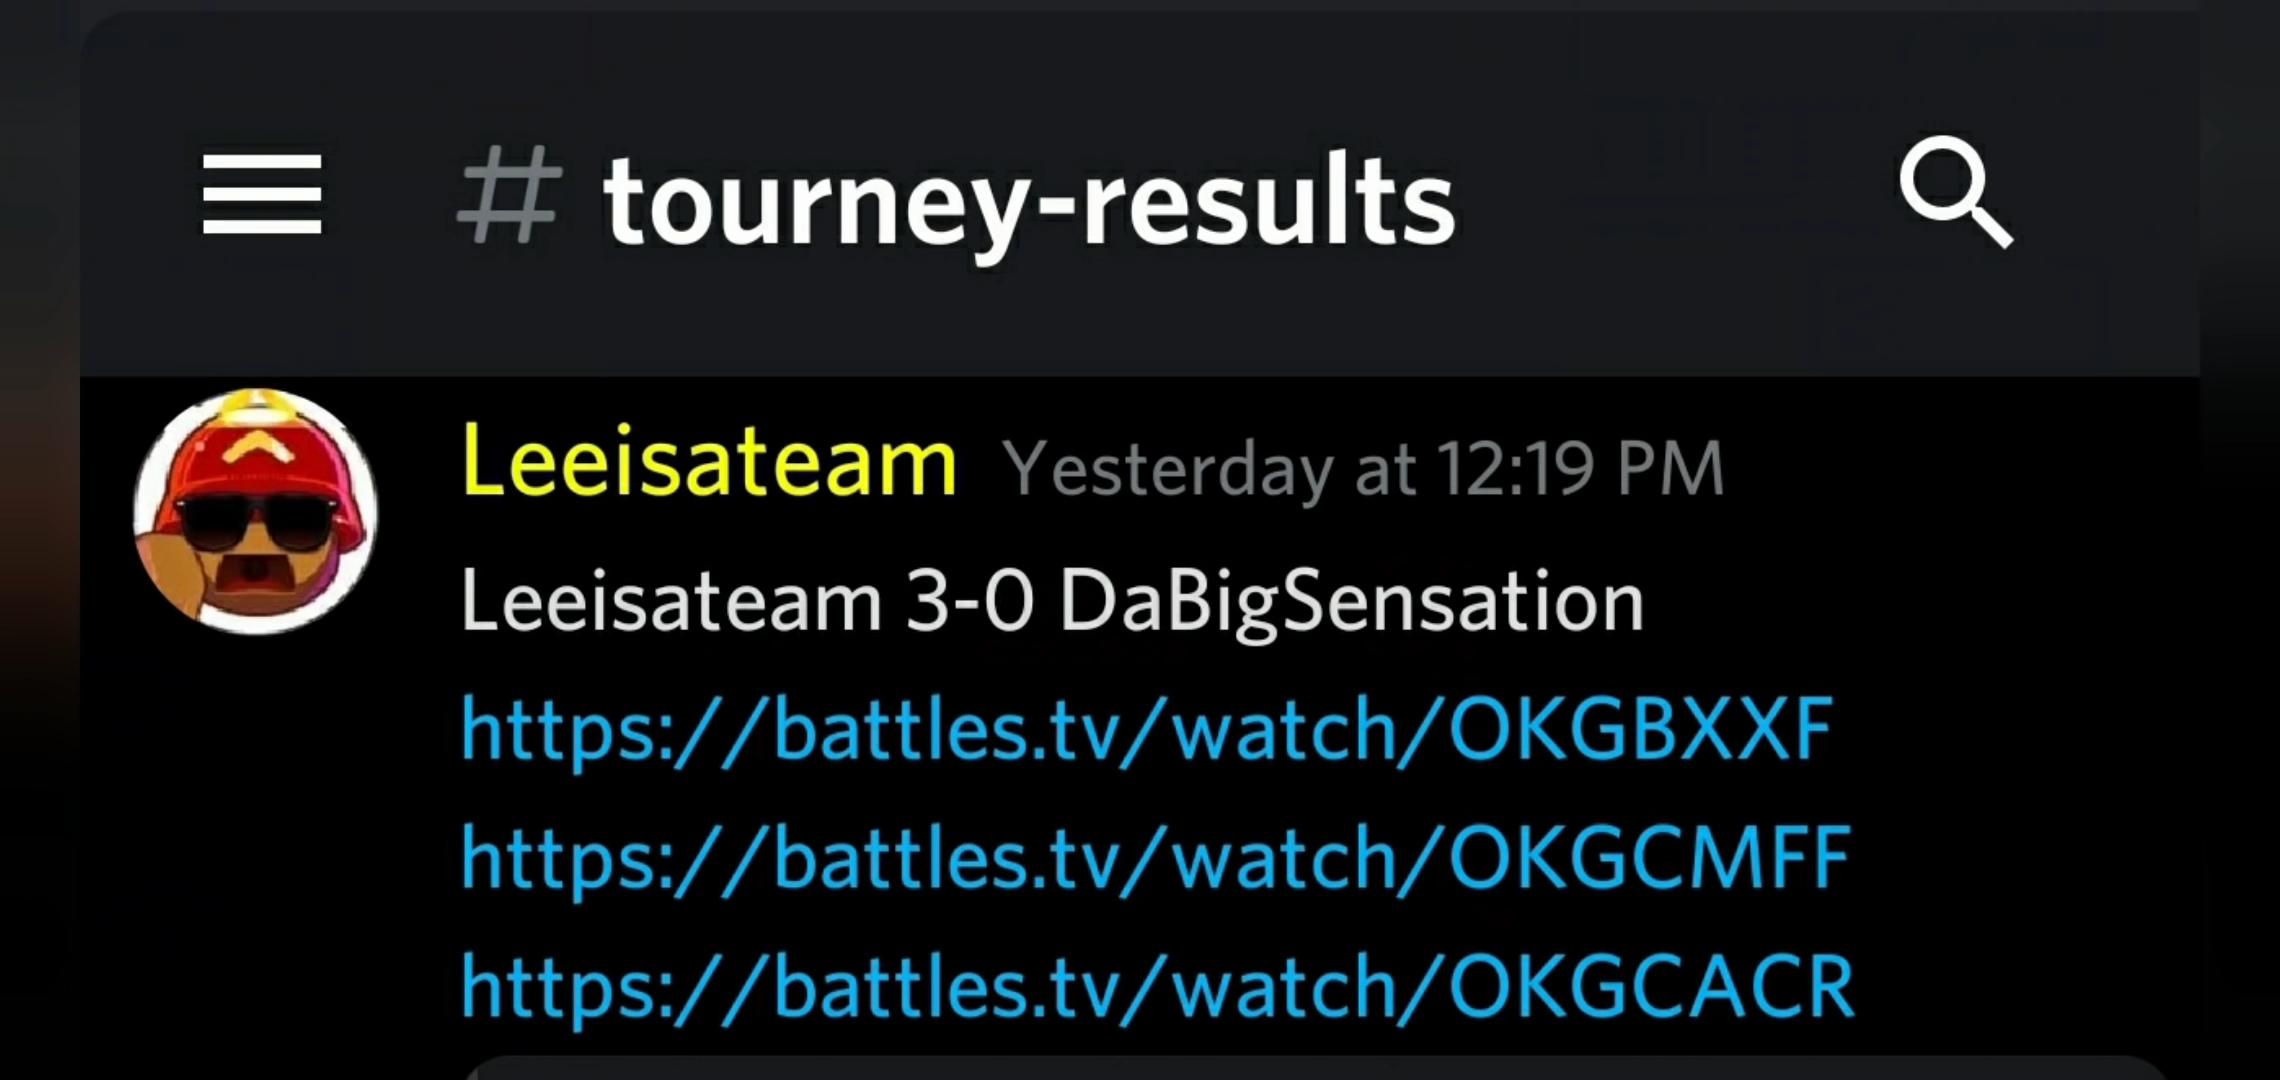 # tourney-results
Leeisateam Yesterday at 12:19 PM
Leeisateam 3-0 DaBigSensation
https://battles.tv/watch/OKGBXXF
https://battles.tv/watch/OKGCMFF
https://battles.tv/watch/OKGCACR